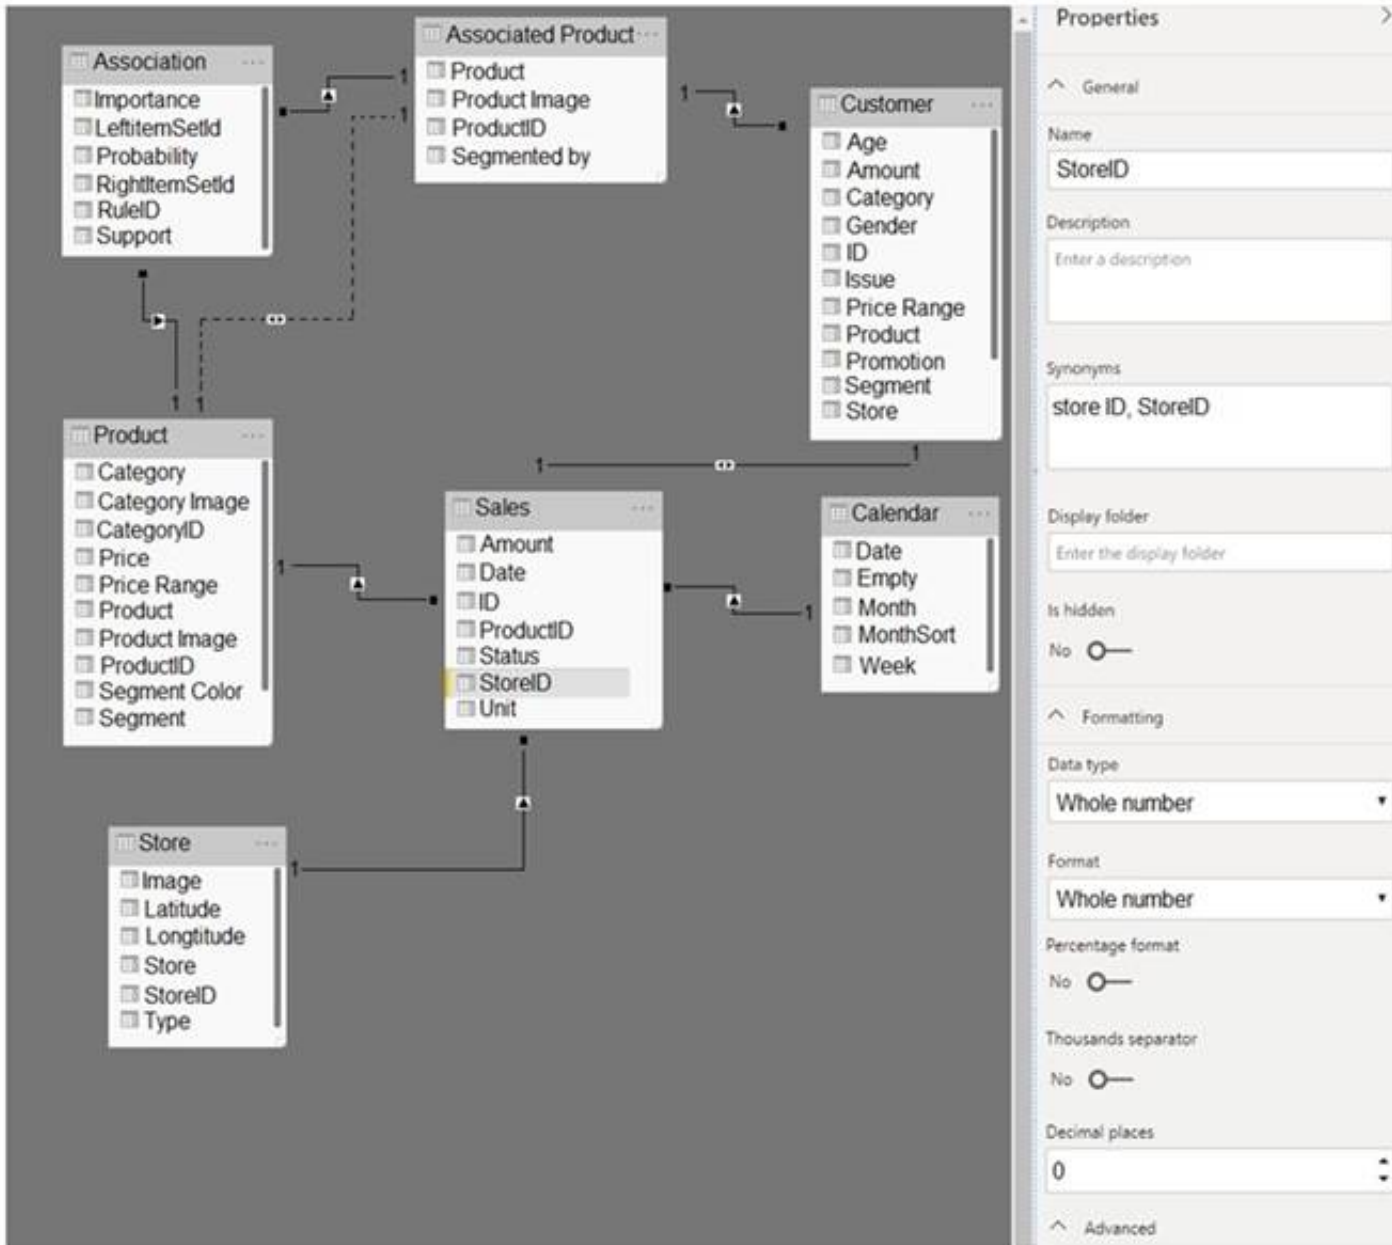 Association
Importance
LeftitemSetId
Probability
RightItemSetId
RuleID
Support
Associated Product
Product
Product Image
ProductID
Segmented by
Customer
Age
Amount
Category
Gender
ID
Issue
Price Range
Product
Promotion
Segment
Store
1
1
1
1 1
1
1
Product
Category
Category Image
CategoryID
Price
Price Range
Product
Product Image
ProductID
Segment Color
Segment
1
Sales
Amount
Date
ID
ProductID
Status
StoreID
Unit
1
Calendar
Date
Empty
Month
MonthSort
Week
Store
Image
Latitude
Longtitude
Store
StoreID
Type
1
Properties
General
Name
StoreID
Description
Enter a description
Synonyms
store ID, StoreID
Display folder
Enter the display folder
Is hidden
No
Formatting
Data type
Whole number
Format
Whole number
Percentage format
No
Thousands separator
No
Decimal places
0
Advanced